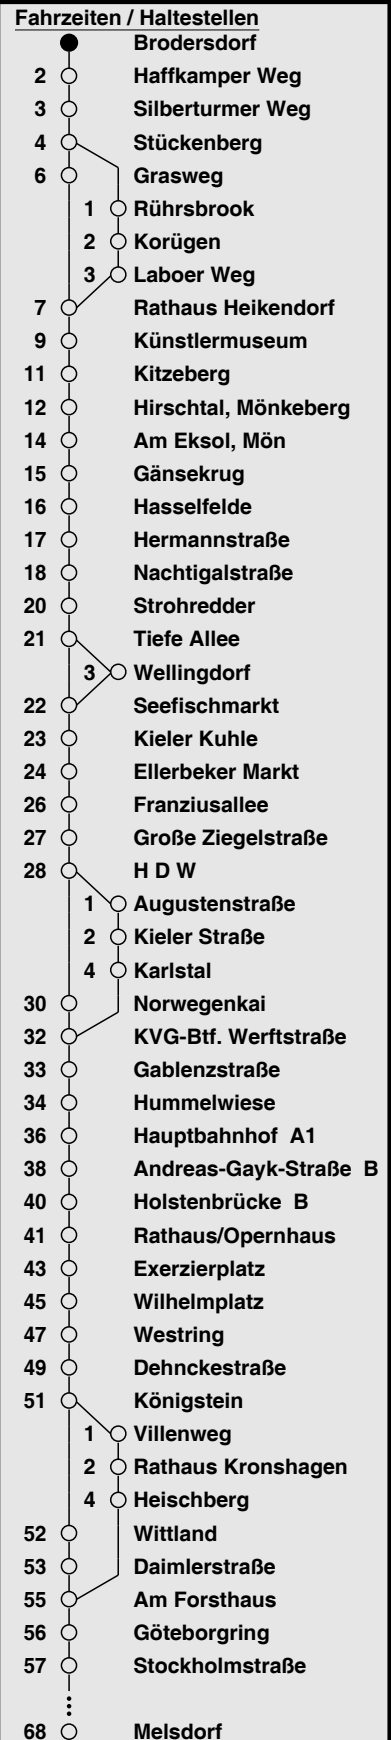 Fahrzeiten / Haltestellen
Brodersdorf
2 Haffkamper Weg
3 Silberturmer Weg
4 Stückenberg
6 Grasweg
1 Rührsbrook
2 Korügen
3 Laboer Weg
7 Rathaus Heikendorf
9 Künstlermuseum
11 Kitzeberg
12 Hirschtal, Mönkeberg
14 Am Eksol, Mön
15 Gänsekrug
16 Hasselfelde
17 Hermannstraße
18 Nachtigalstraße
20 Strohredder
21 Tiefe Allee
3 Wellingdorf
22 Seefischmarkt
23 Kieler Kuhle
24 Ellerbeker Markt
26 Franziusallee
27 Große Ziegelstraße
28 H D W
1 Augustenstraße
2 Kieler Straße
4 Karlstal
30 Norwegenkai
32 KVG-Btf. Werftstraße
33 Gablenzstraße
34 Hummelwiese
36 Hauptbahnhof A1
38 Andreas-Gayk-Straße B
40 Holstenbrücke B
41 Rathaus/Opernhaus
43 Exerzierplatz
45 Wilhelmplatz
47 Westring
49 Dehnckestraße
51 Königstein
1 Villenweg
2 Rathaus Kronshagen
4 Heischberg
52 Wittland
53 Daimlerstraße
55 Am Forsthaus
56 Göteborgring
57 Stockholmstraße
68 Melsdorf